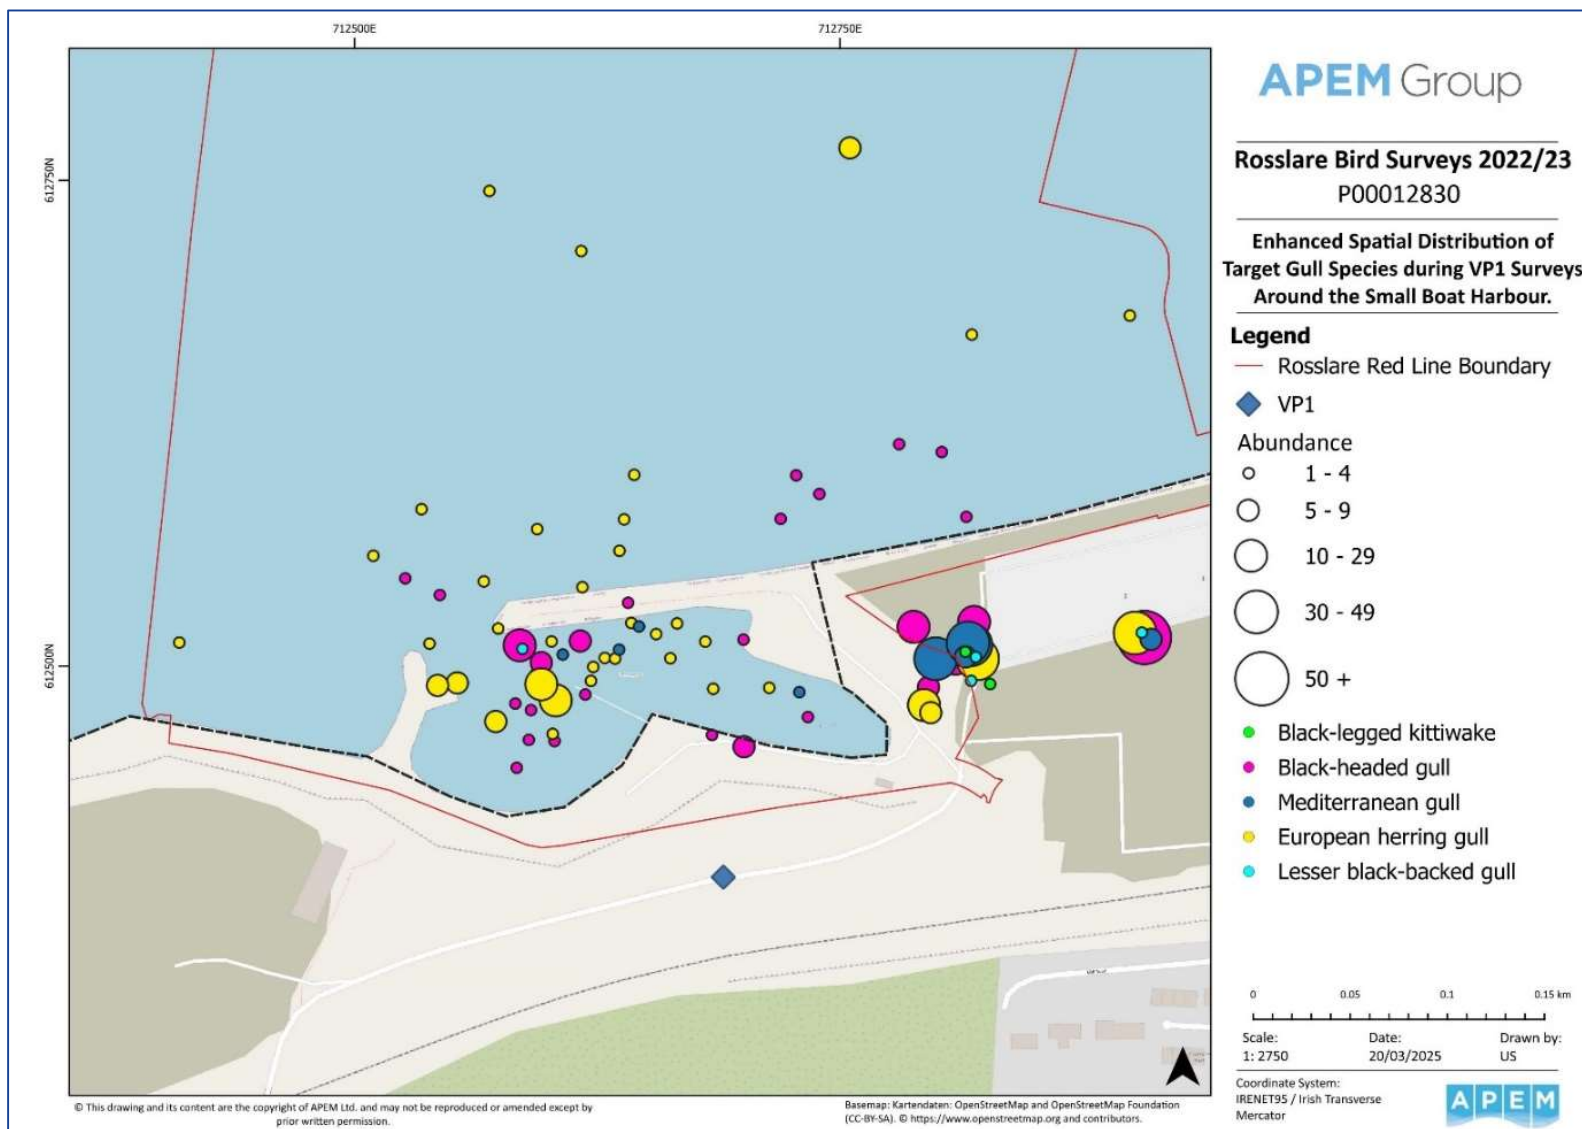 712500E
712750E
612750N
612500N
APEM Group
Rosslare Bird Surveys 2022/23
P00012830
Enhanced Spatial Distribution of
Target Gull Species during VP1 Surveys
Around the Small Boat Harbour.
Legend
Rosslare Red Line Boundary
VP1
Abundance
1 - 4
5 - 9
10 - 29
30 - 49
50 +
Black-legged kittiwake
Black-headed gull
Mediterranean gull
European herring gull
Lesser black-backed gull
0 0.05 0.1 0.15 km
Scale: Date: Drawn by:
1: 2750 20/03/2025 US
Coordinate System:
IRENET95 / Irish Transverse
Mercator
APEM
© This drawing and its content are the copyright of APEM Ltd. and may not be reproduced or amended except by
prior written permission.
Basemap: Kartendaten: OpenStreetMap and OpenStreetMap Foundation
(CC-BY-SA). © https://www.openstreetmap.org and contributors.